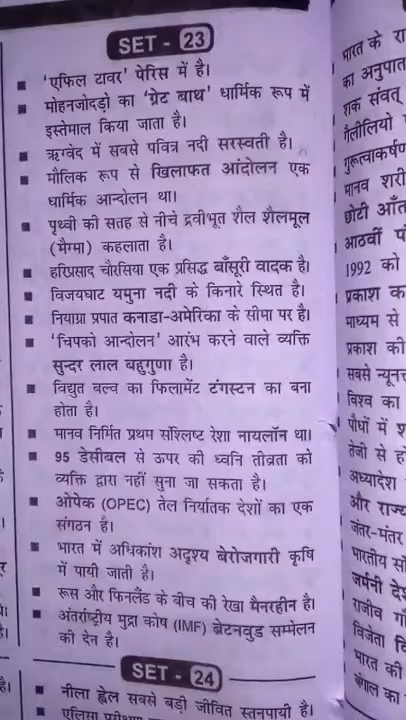 SET - 23
'एफिल टावर' पेरिस में है।
मोहनजोदड़ो का 'ग्रेट बाथ' धार्मिक रूप में
इस्तेमाल किया जाता है।
ऋग्वेद में सबसे पवित्र नदी सरस्वती है।
मौलिक रूप से खिलाफत आंदोलन एक
धार्मिक आन्दोलन था।
पृथ्वी की सतह से नीचे द्रवीभूत शैल शैलमूल
(मैग्मा) कहलाता है।
हरिप्रसाद चौरसिया एक प्रसिद्ध बाँसूरी वादक है।
विजयघाट यमुना नदी के किनारे स्थित है।
नियाग्रा प्रपात कनाडा-अमेरिका के सीमा पर है।
'चिपको आन्दोलन' आरंभ करने वाले व्यक्ति
सुन्दर लाल बहुगुणा है।
विद्युत बल्व का फिलामेंट टंगस्टन का बना
होता है।
मानव निर्मित प्रथम संश्लिष्ट रेशा नायलॉन था।
95 डेसीबल से ऊपर की ध्वनि तीव्रता को
व्यक्ति द्वारा नहीं सुना जा सकता है।
ओपेक (OPEC) तेल निर्यातक देशों का एक
संगठन है।
भारत में अधिकांश अदृश्य बेरोजगारी कृषि
में पायी जाती है।
रूस और फिनलैंड के बीच की रेखा मैनरहीन है।
अंतर्राष्ट्रीय मुद्रा कोष (IMF) ब्रेटनवुड सम्मेलन
की देन है।
SET - 24
नीला ह्वेल सबसे बड़ी जीवित स्तनपायी है।
एलिसा
भारत के रा
का अनुपात
शक संवत्
गैलीलियो
गुरूत्वाकर्षण
मानव शरी
छोटी आँत
आठवीं पं
1992 को
प्रकाश क
माध्यम से
प्रकाश की
सबसे न्यून
विश्व का
पौधों में श
तेजी से ह
अध्यादेश
और राज्य
जंतर-मंतर
भारतीय सं
जर्मनी दे
राजीव गाँ
विजेता वि
भारत की
बंगाल का